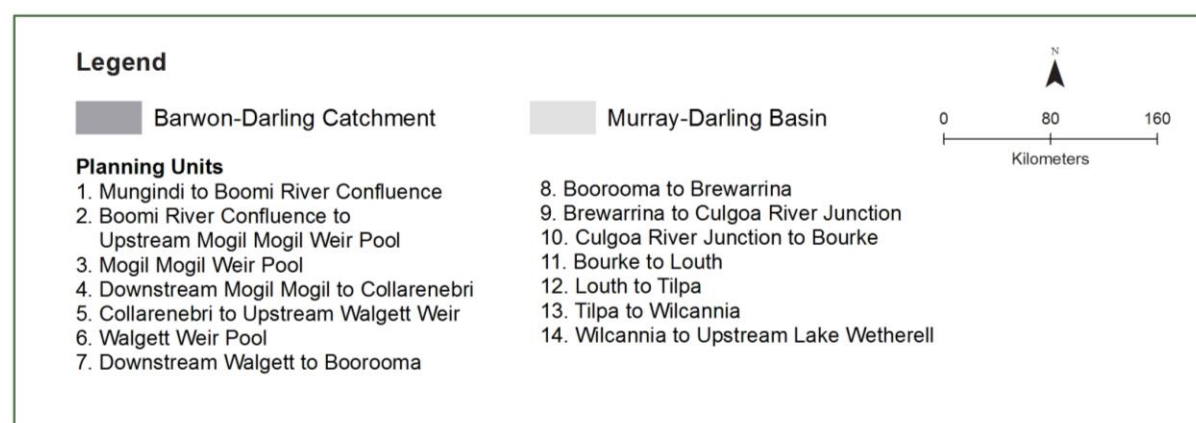 Legend
Barwon-Darling Catchment
Murray-Darling Basin
N
0 80 160
Kilometers
Planning Units
1. Mungindi to Boomi River Confluence
2. Boomi River Confluence to
Upstream Mogil Mogil Weir Pool
3. Mogil Mogil Weir Pool
4. Downstream Mogil Mogil to Collarenebri
5. Collarenebri to Upstream Walgett Weir
6. Walgett Weir Pool
7. Downstream Walgett to Boorooma
8. Boorooma to Brewarrina
9. Brewarrina to Culgoa River Junction
10. Culgoa River Junction to Bourke
11. Bourke to Louth
12. Louth to Tilpa
13. Tilpa to Wilcannia
14. Wilcannia to Upstream Lake Wetherell